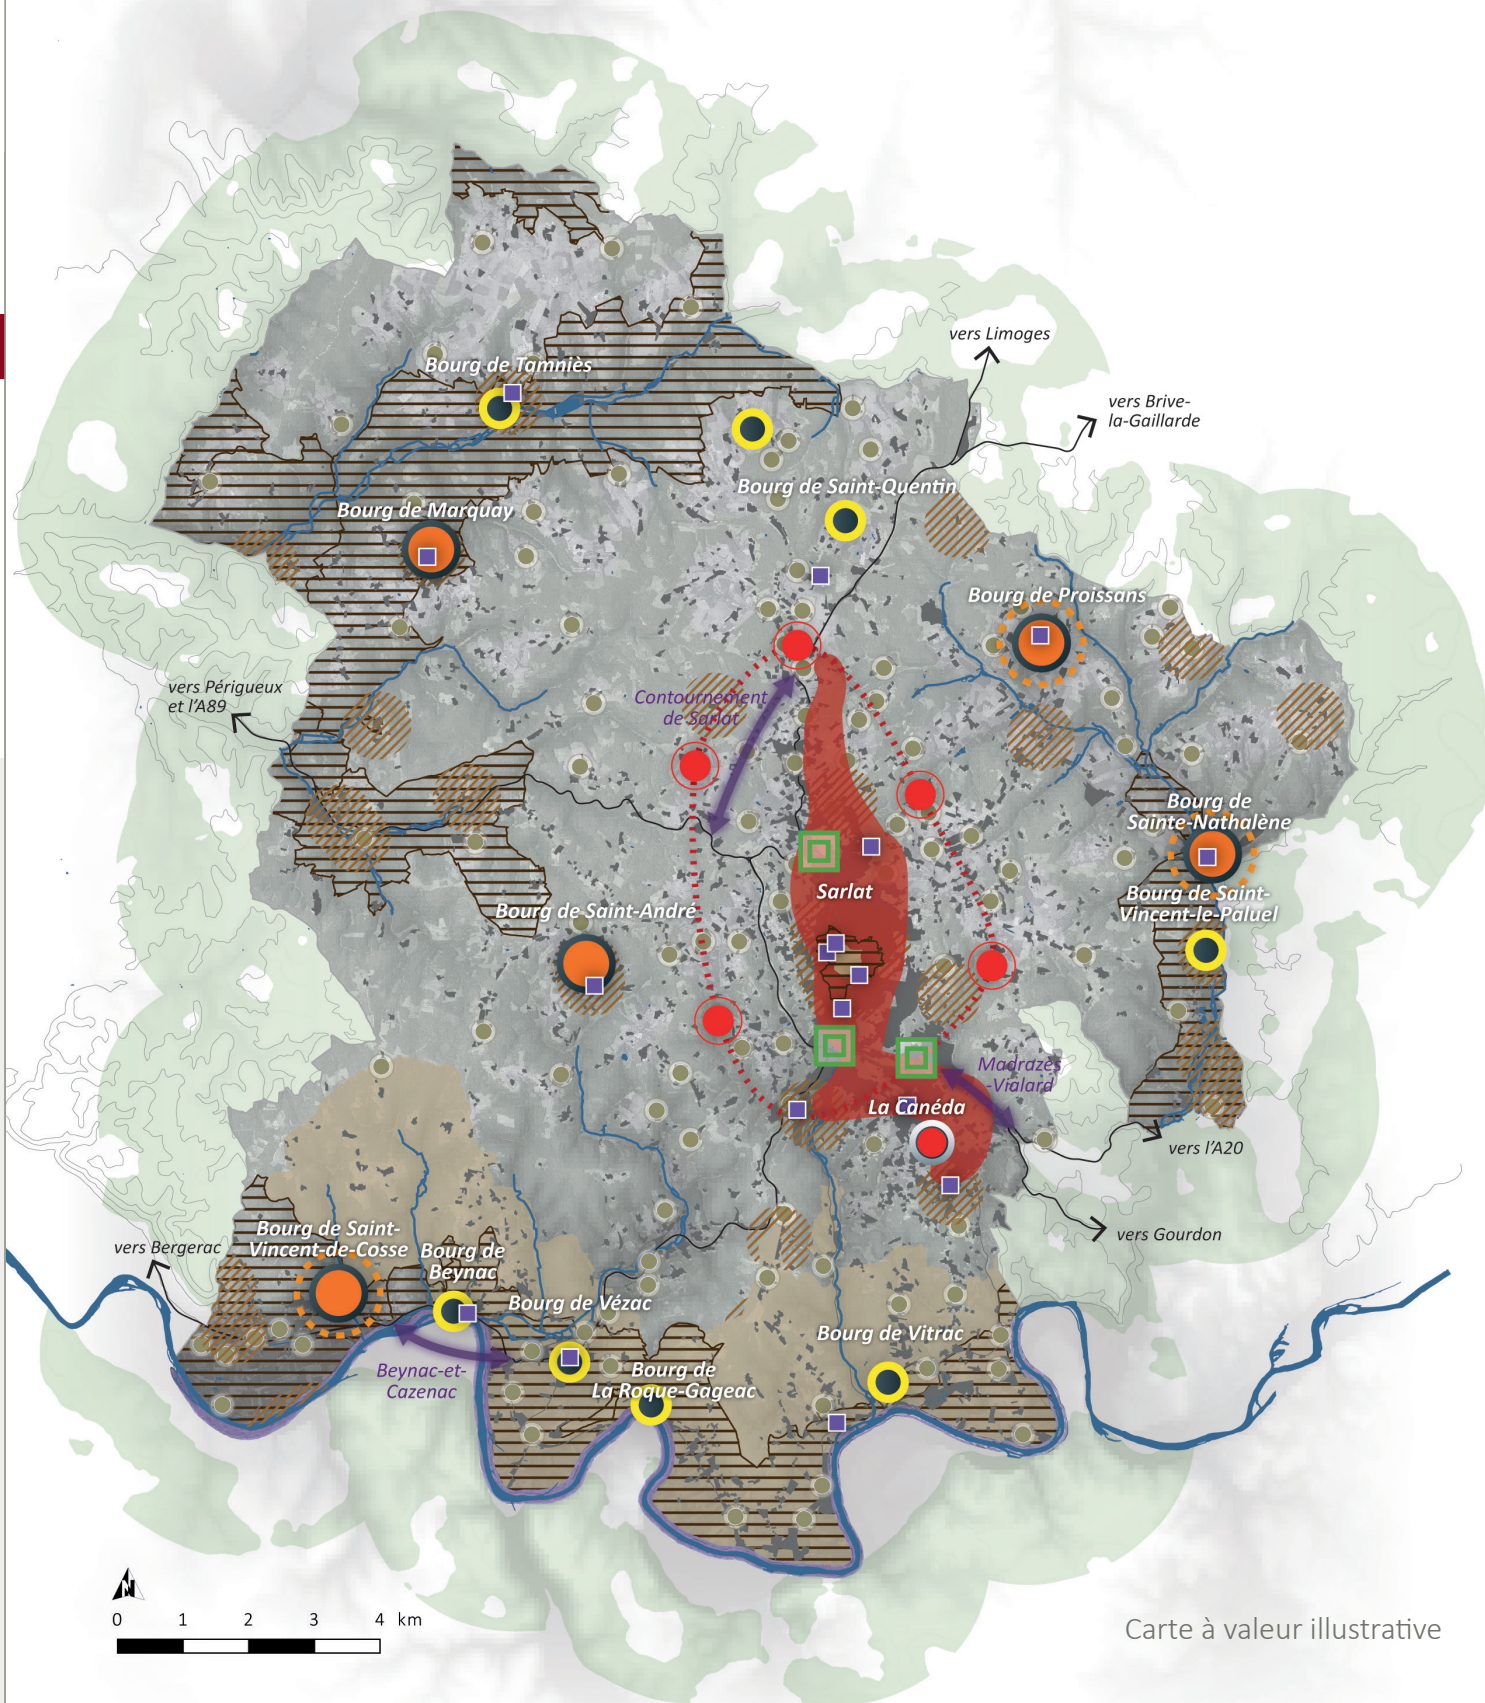 vers Limoges
Bourg de Tamniès
vers Brive-
la-Gaillarde
Bourg de Saint-Quentin
Bourg de Marquay
Bourg de Proissans
vers Périgueux
et l'A89
Contournement
de Sarlat
Bourg de
Sainte-Nathalène
Sarlat
Bourg de Saint-
Vincent-le-Paluel
Bourg de Saint-André
Madrazès
-Vialard
La Canéda
vers l'A20
Bourg de Saint-
Vincent-de-Cosse
vers Bergerac
Bourg de
Beynac
vers Gourdon
Bourg de Vézac
Bourg de Vitrac
Beynac-et-
Cazenac
Bourg de
La Roque-Gageac
N
0 1 2 3 4 km
Carte à valeur illustrative